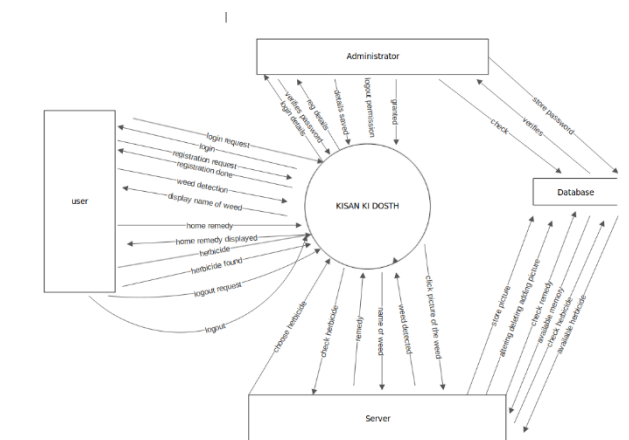 Administrator
login details
verifies password
reg details
details saved
logout permission
granted
check
verifies
store password
user
login request
login
registration request
registration done
weed detection
display name of weed
home remedy
home remedy displayed
herbicide
herbicide found
logout request
logout
KISAN KI DOSTH
Database
choose herbicide
check herbicide
remedy
name of weed
weed detected
click picture of the weed
store picture
altering deleting adding picture
check remedy
available memory
check herbicide
available herbicide
Server